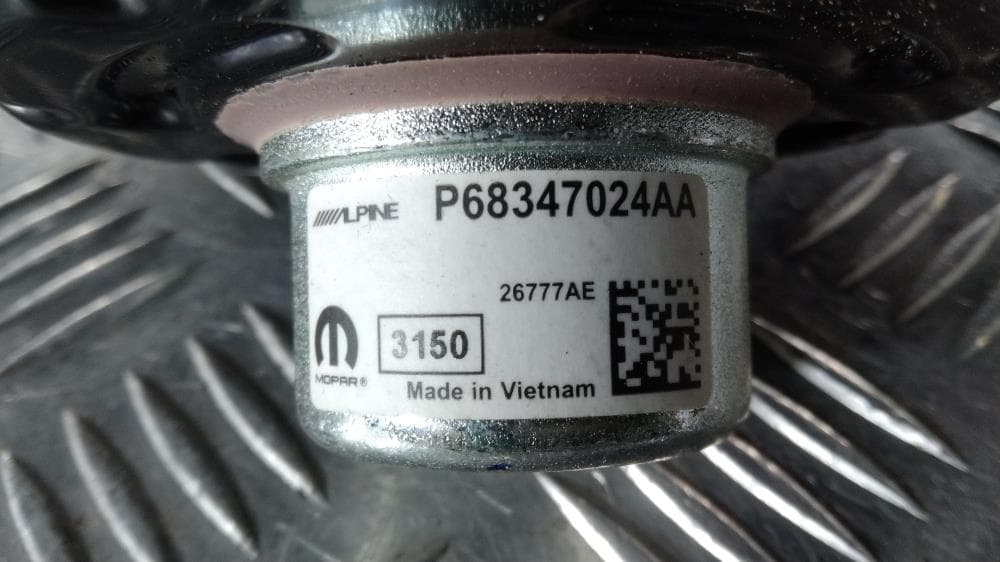 ALPINE P68347024AA
26777AE
3150
MOPAR®
Made in Vietnam